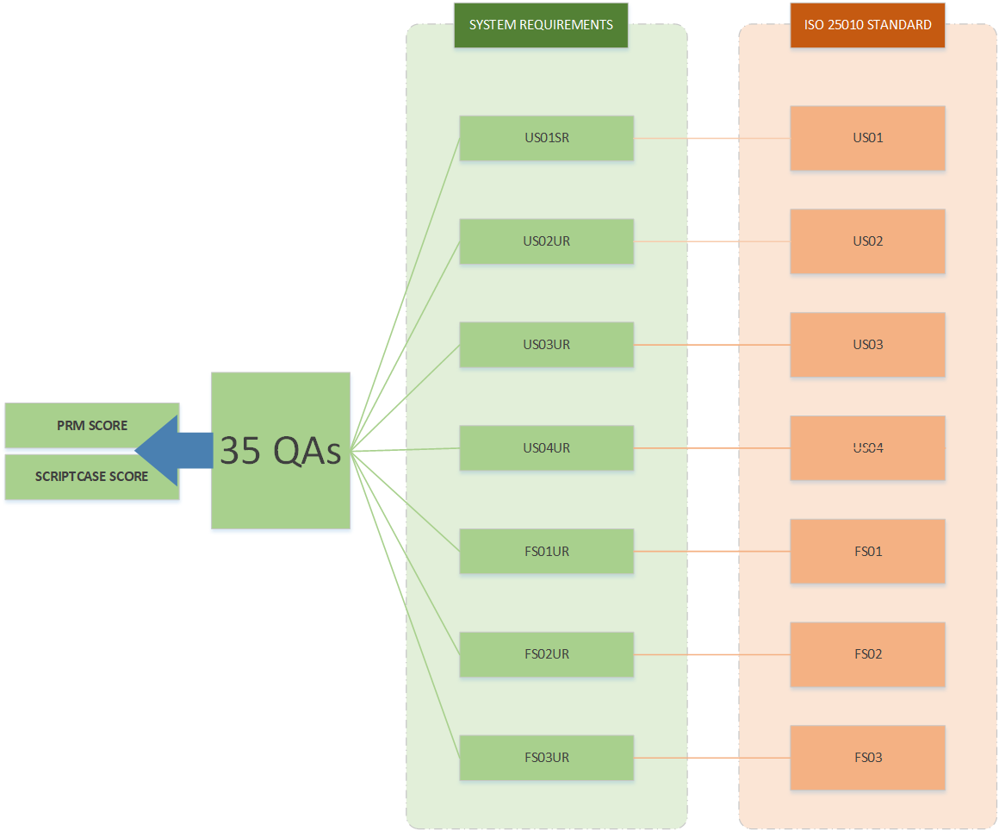 SYSTEM REQUIREMENTS
ISO 25010 STANDARD
US01SR
US01
US02UR
US02
US03UR
US03
US04UR
US04
FS01UR
FS01
FS02UR
FS02
FS03UR
FS03
35 QAs
PRM SCORE
SCRIPTCASE SCORE